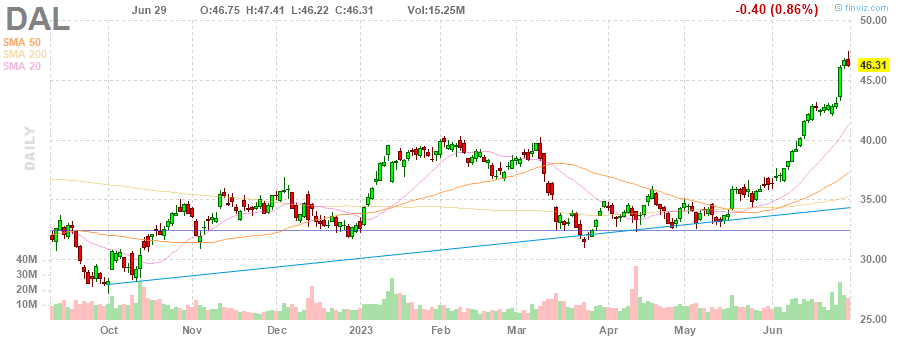 DAL Jun 29 O:46.75 H:47.41 L:46.22 C:46.31 Vol:15.25M -0.40 (0.86%) finviz.com
SMA 50
SMA 200
SMA 20
DAILY
50.00
46.31
45.00
40.00
35.00
30.00
25.00
40M
30M
20M
10M
Oct Nov Dec 2023 Feb Mar Apr May Jun